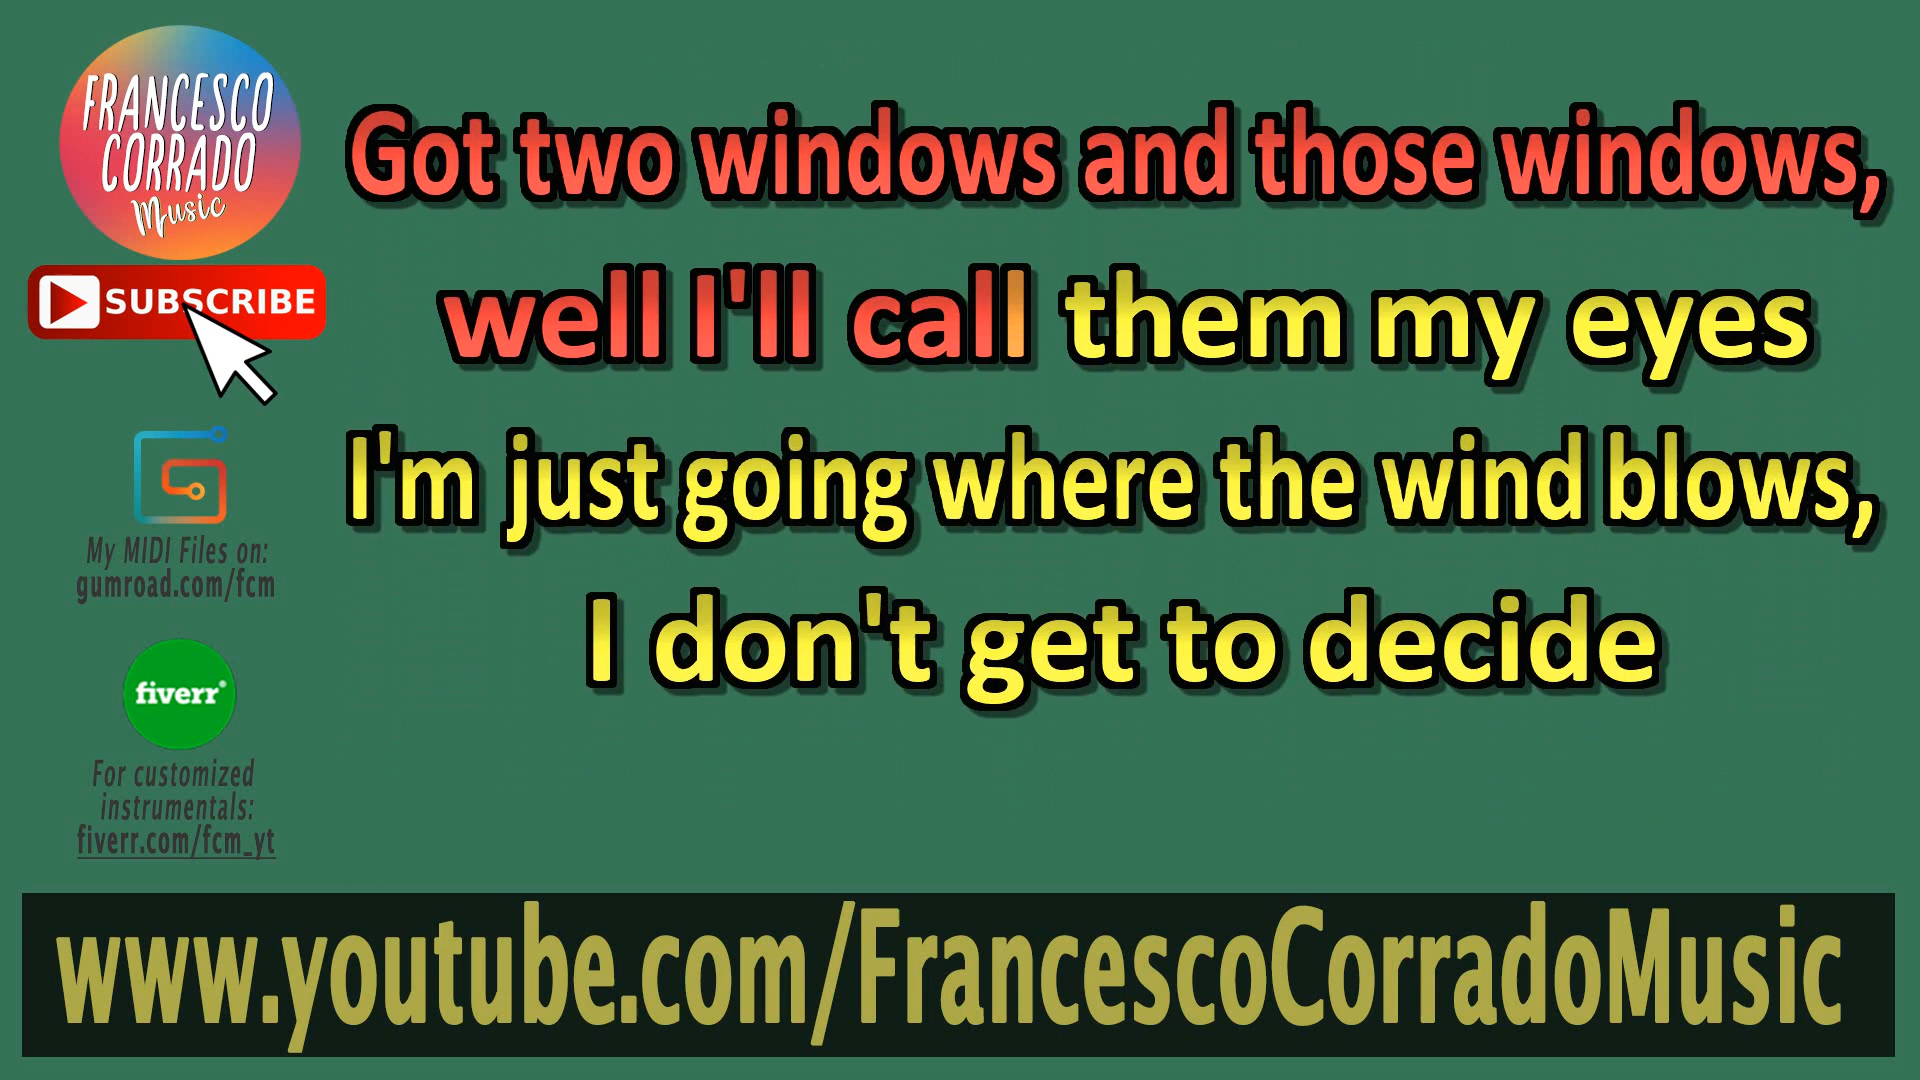 FRANCESCO
CORRADO
Music
SUBSCRIBE
My MIDI Files on:
gumroad.com/fcm
fiverr®
For customized
instrumentals:
fiverr.com/fcm_yt
Got two windows and those windows,
well I'll call them my eyes
I'm just going where the wind blows,
I don't get to decide
www.youtube.com/FrancescoCorradoMusic